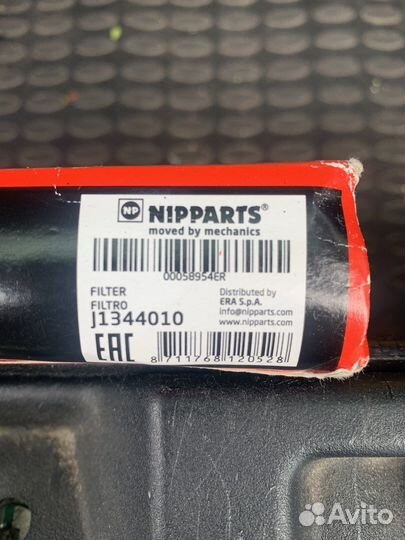 NP NIPPARTS®
moved by mechanics
00058954ER
FILTER
FILTRO
J1344010
Distributed by
ERA S.p.A.
info@nipparts.com
www.nipparts.com
EAC
8 711768 120528
Avito